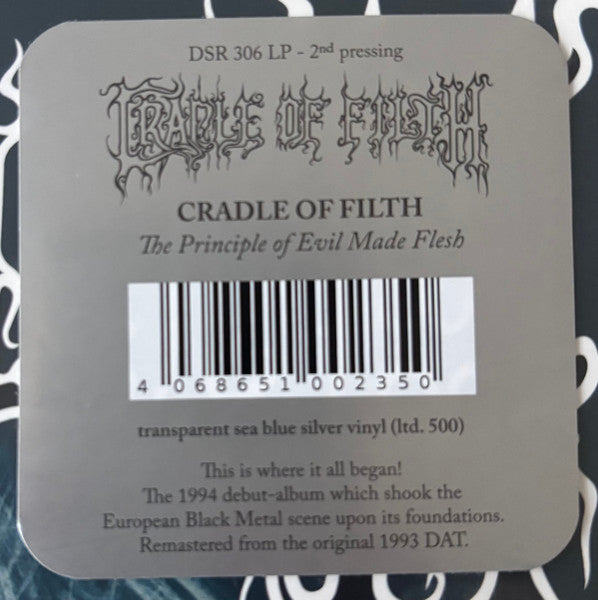 DSR 306 LP - 2nd pressing
CRADLE OF FILTH
CRADLE OF FILTH
The Principle of Evil Made Flesh
4 068651 002350
transparent sea blue silver vinyl (ltd. 500)
This is where it all began!
The 1994 debut-album which shook the
European Black Metal scene upon its foundations.
Remastered from the original 1993 DAT.